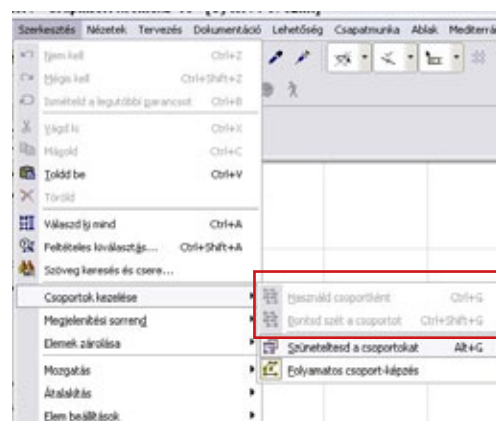 Szerkesztés Nézetek Tervezés Dokumentáció Lehetőség Csapatmunka Ablak Mediterrá
Nem kell Ctrl+Z
Mégis kell Ctrl+Shift+Z
Ismételd a legutóbbi parancsot Ctrl+B
Vágd ki Ctrl+X
Másold Ctrl+C
Toldd be Ctrl+V
Töröld
Válaszd ki mind Ctrl+A
Feltételes kiválasztás... Ctrl+Shift+A
Szöveg keresés és csere...
Csoportok kezelése
Használd csoportként Ctrl+G
Megjelenítési sorrend
Bontsd szét a csoportot Ctrl+Shift+G
Elemek zárolása
Szüneteltesd a csoportokat Alt+G
Folyamatos csoport-képzés
Mozgatás
Átalakítás
Elem beállítások